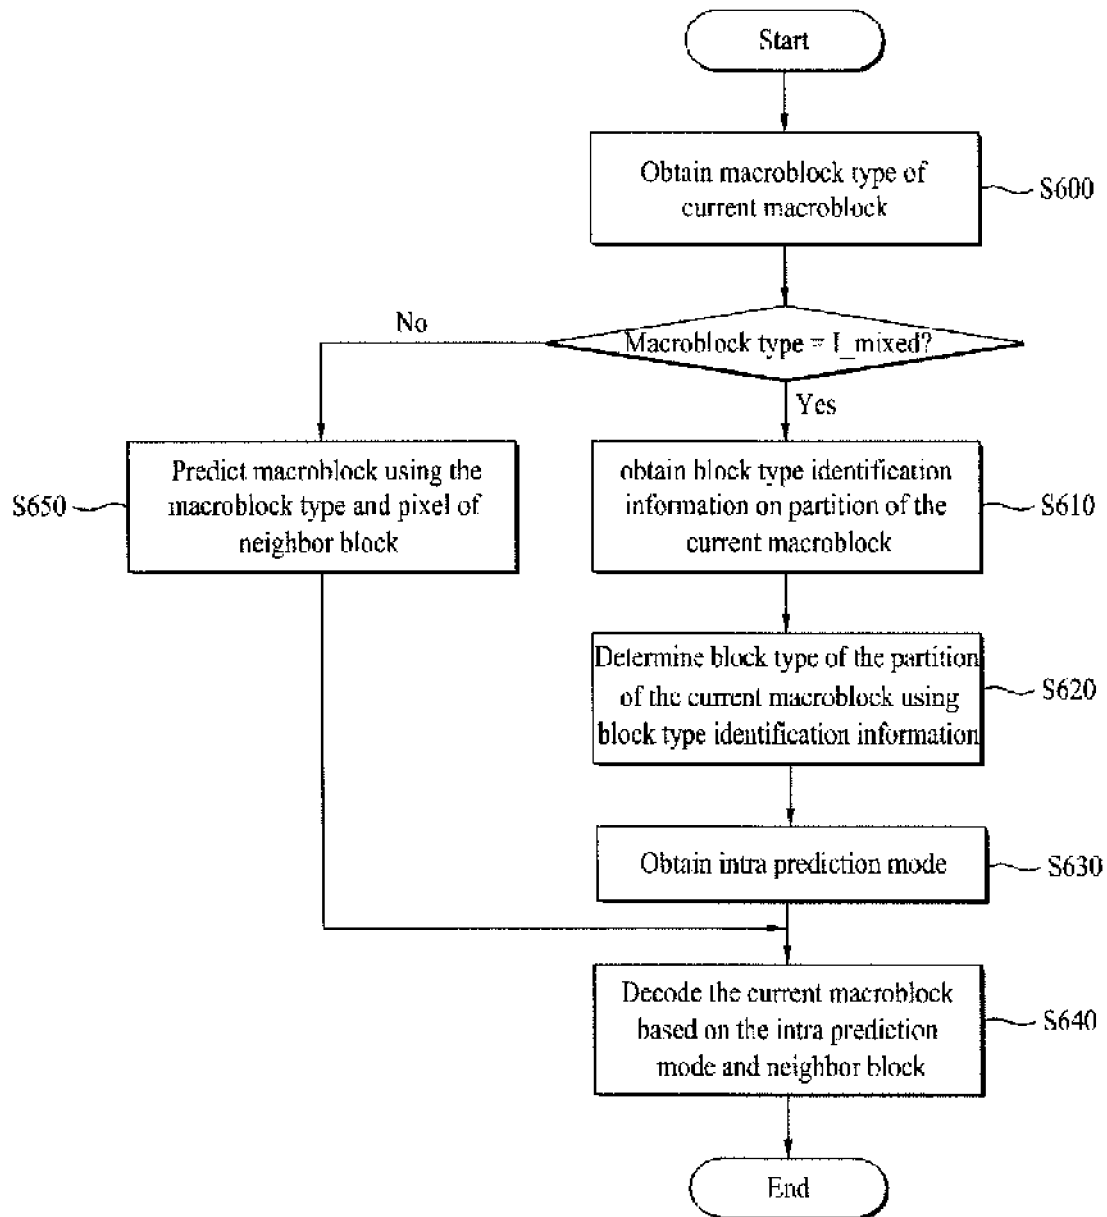 Start
Obtain macroblock type of
current macroblock
S600
Macroblock type = I_mixed?
No
Yes
Predict macroblock using the
macroblock type and pixel of
neighbor block
S650
obtain block type identification
information on partition of the
current macroblock
S610
Determine block type of the partition
of the current macroblock using
block type identification information
S620
Obtain intra prediction mode
S630
Decode the current macroblock
based on the intra prediction
mode and neighbor block
S640
End